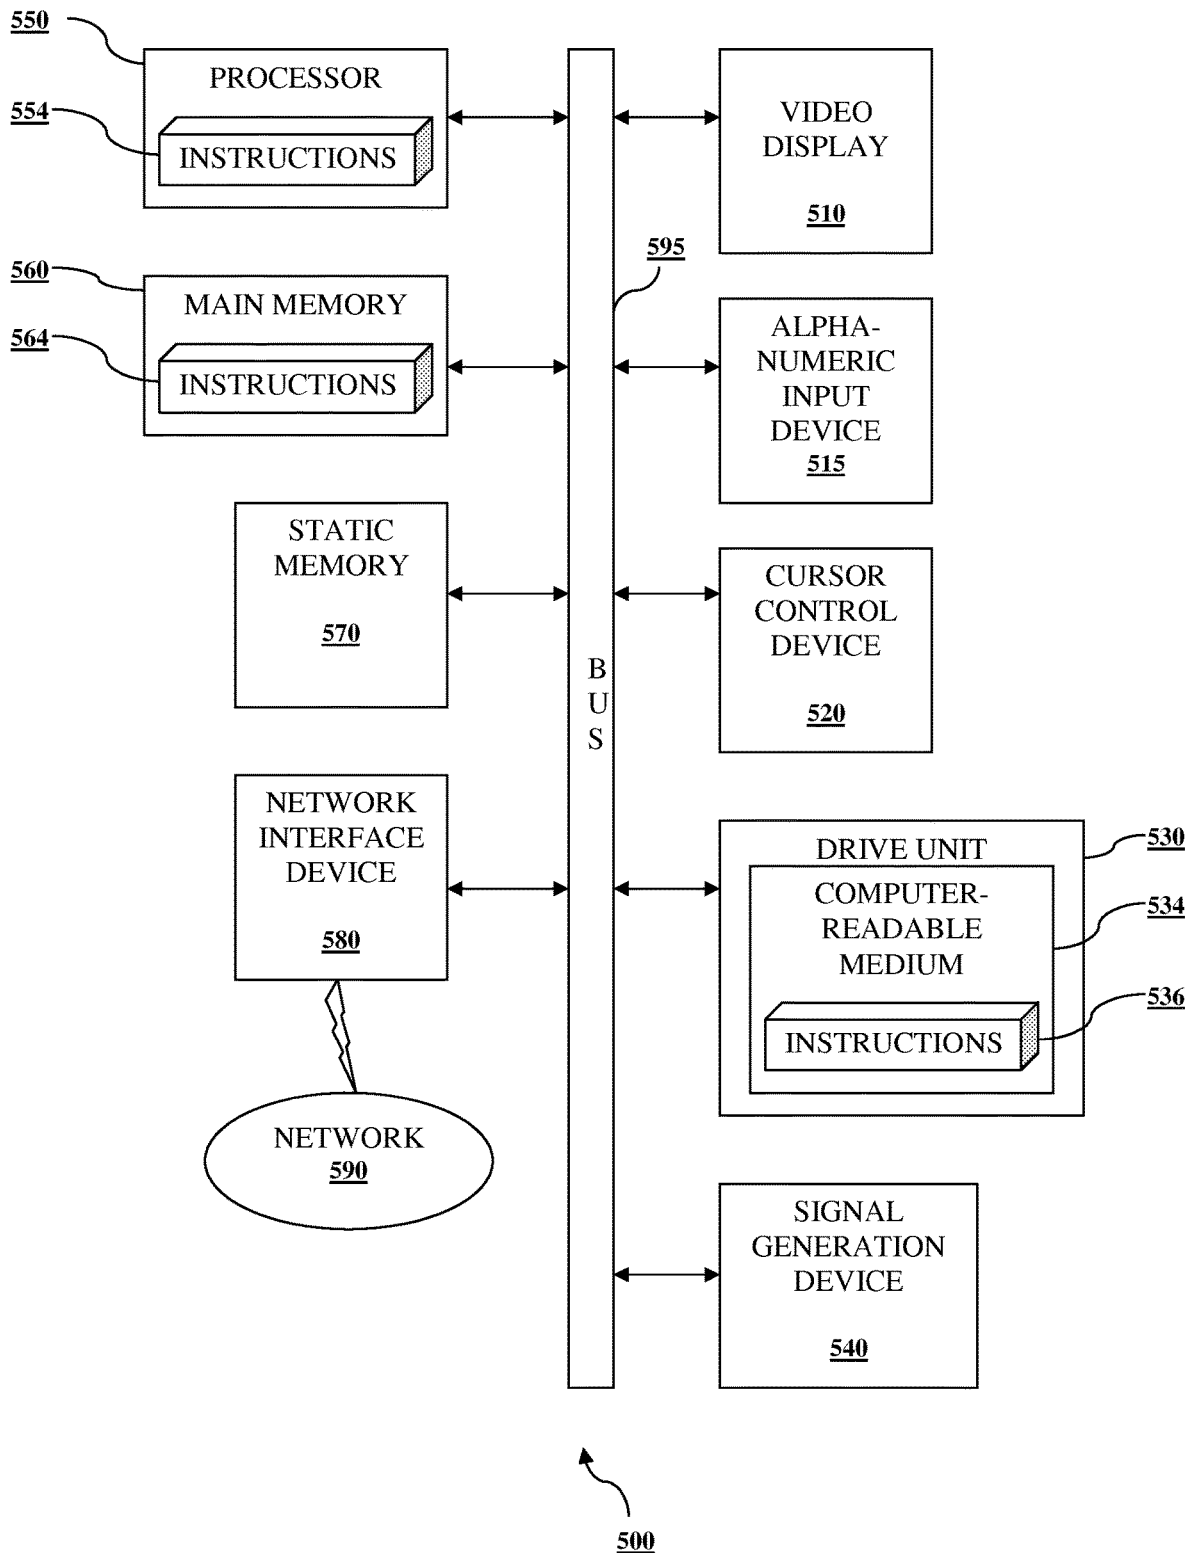 550
PROCESSOR
554
INSTRUCTIONS
560
MAIN MEMORY
564
INSTRUCTIONS
STATIC
MEMORY
570
NETWORK
INTERFACE
DEVICE
580
NETWORK
590
B
U
S
595
VIDEO
DISPLAY
510
ALPHA-
NUMERIC
INPUT
DEVICE
515
CURSOR
CONTROL
DEVICE
520
DRIVE UNIT
530
COMPUTER-
READABLE
MEDIUM
534
INSTRUCTIONS
536
SIGNAL
GENERATION
DEVICE
540
500